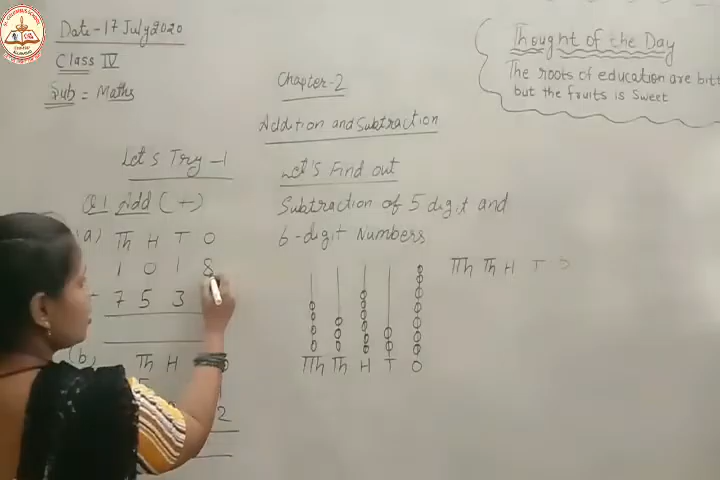 Date-17 July 2020
Class IV
Sub = Maths
Thought of the Day
The roots of education are bitt
but the fruits is sweet
Chapter-2
Addition and Subtraction
Let's Find out
Subtraction of 5 digit and
6-digit Numbers
TTh Th H T O
TTh Th H T
Let's Try-1
Q1 Add (+)
(a) Th H T O
1 0 1 8
7 5 3
(b) Th H
2